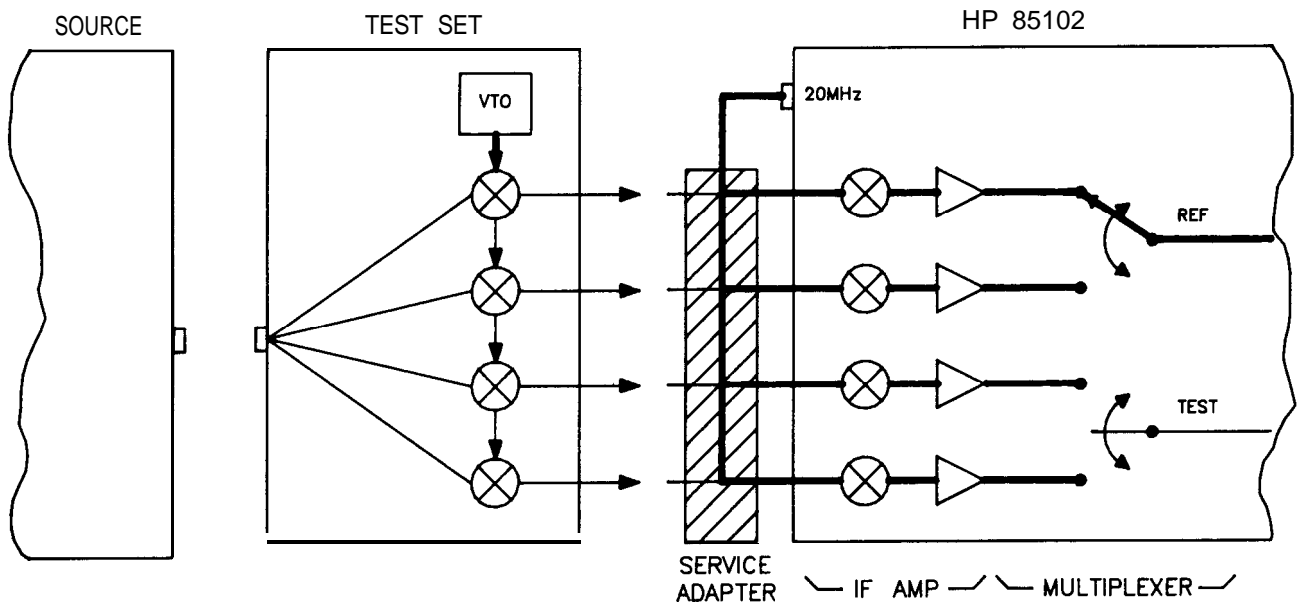 SOURCE
TEST SET
HP 85102
VTO
20MHz
REF
TEST
SERVICE
ADAPTER
IF AMP
MULTIPLEXER